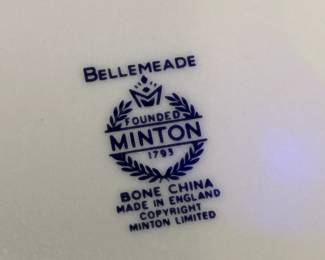 BELLEMEADE
FOUNDED
MINTON
1793
BONE CHINA
MADE IN ENGLAND
COPYRIGHT
MINTON LIMITED